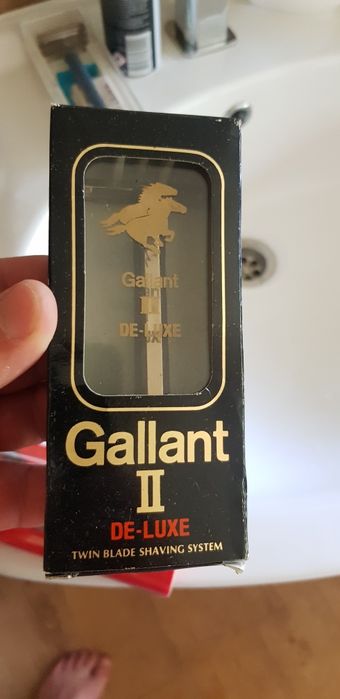 Gallant
II
DE-LUXE
Gallant
II
DE-LUXE
TWIN BLADE SHAVING SYSTEM